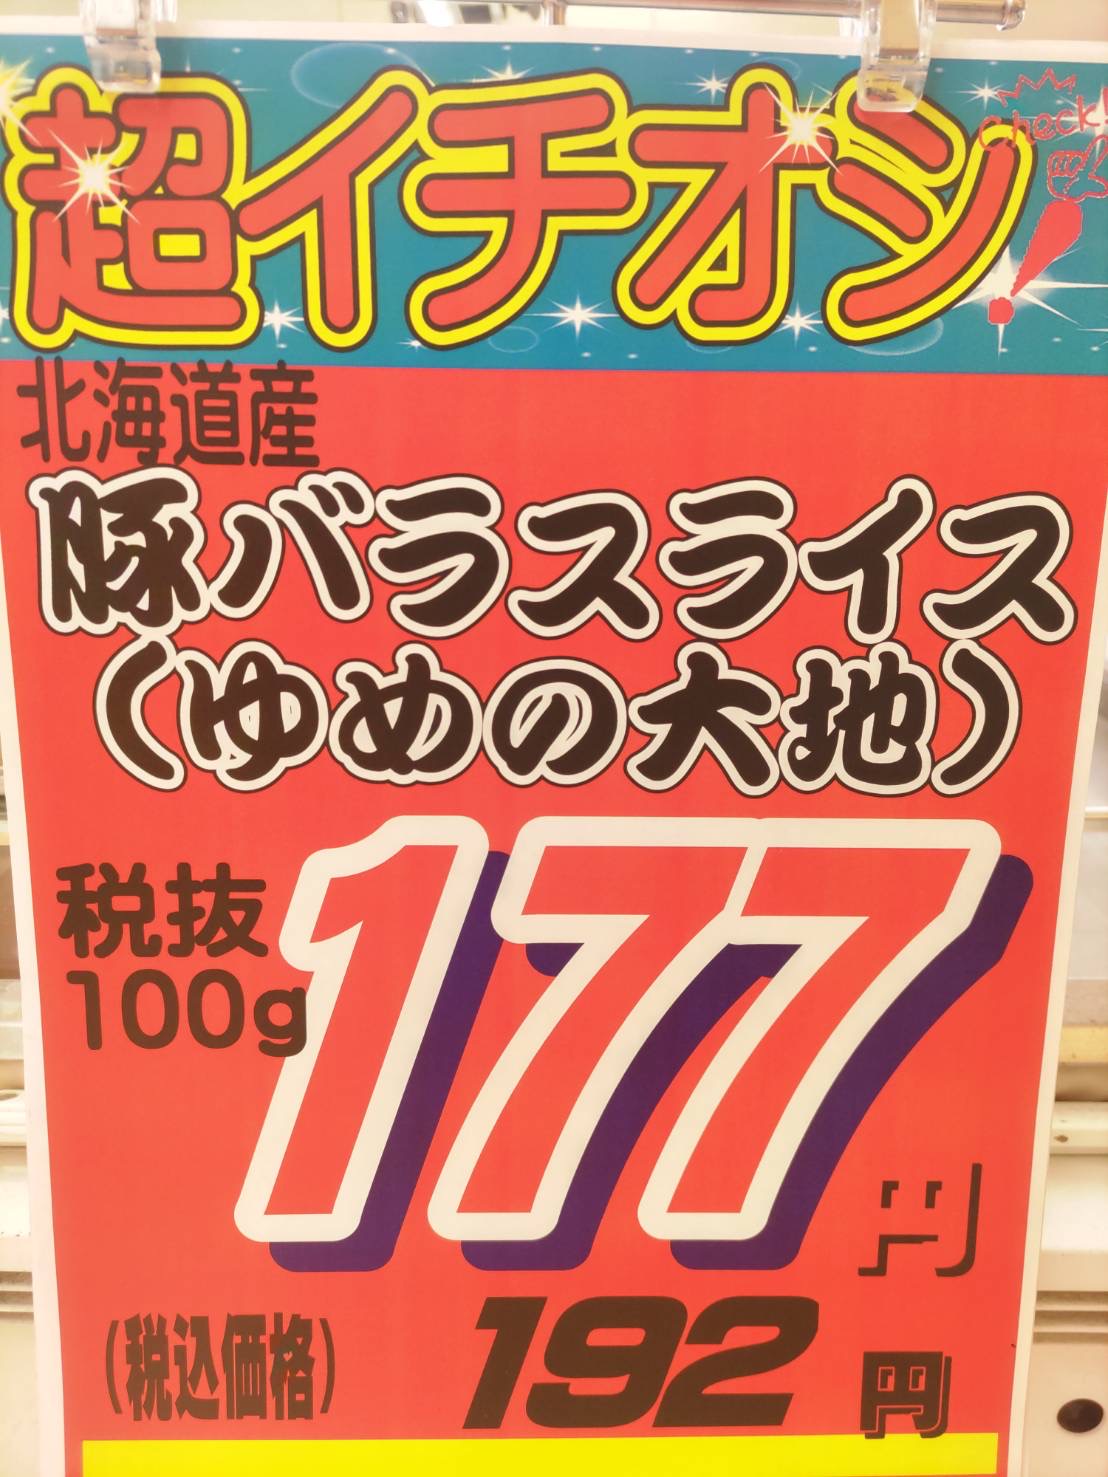 超イチオシ!
Check!
北海道産
豚バラスライス
(ゆめの大地)
税抜
100g
177円
(税込価格) 192円